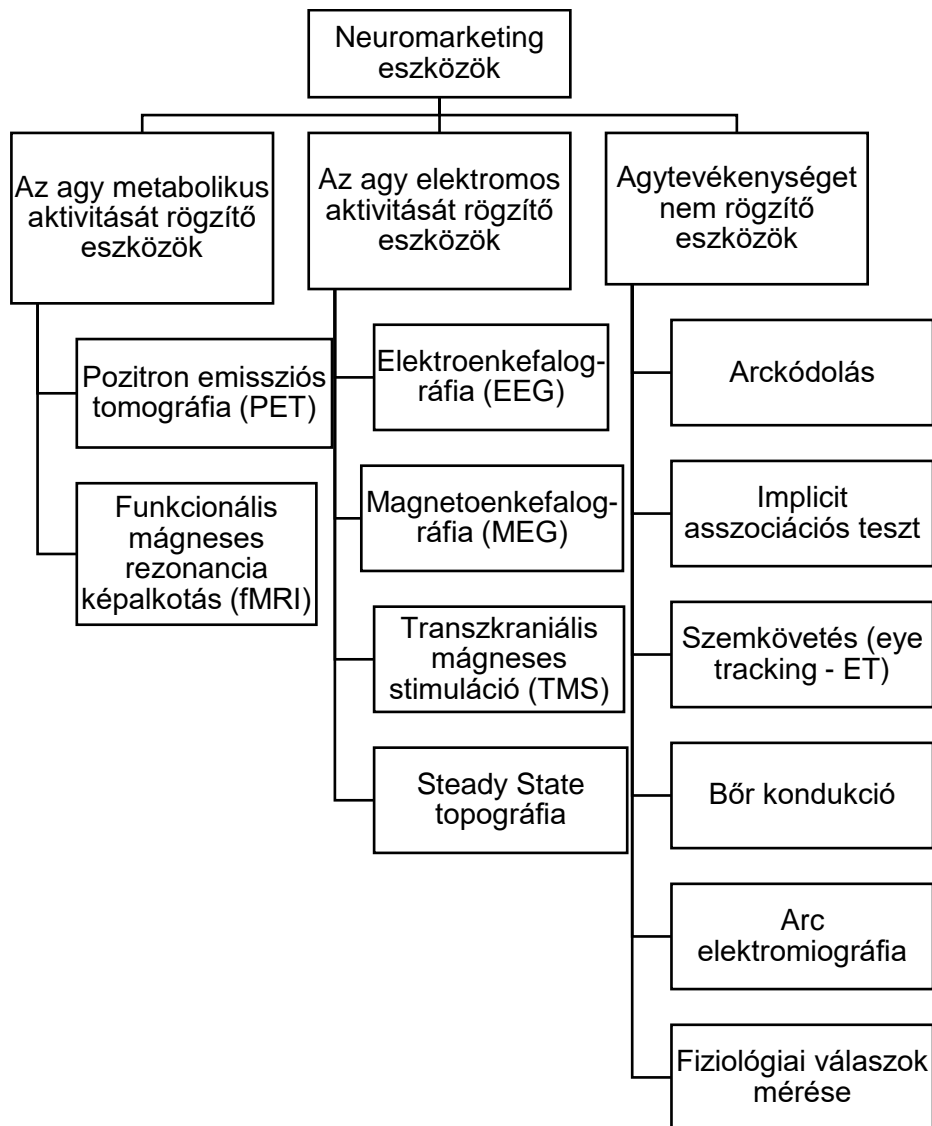 Neuromarketing
eszközök
Az agy metabolikus
aktivitását rögzítő
eszközök
Pozitron emissziós
tomográfia (PET)
Funkcionális
mágneses
rezonancia
képalkotás (fMRI)
Az agy elektromos
aktivitását rögzítő
eszközök
Elektroenkefalog-
ráfia (EEG)
Magnetoenkefalog-
ráfia (MEG)
Transzkraniális
mágneses
stimuláció (TMS)
Steady State
topográfia
Agytevékenységet
nem rögzítő
eszközök
Arckódolás
Implicit
asszociációs teszt
Szemkövetés (eye
tracking - ET)
Bőr kondukció
Arc
elektromiográfia
Fiziológiai válaszok
mérése